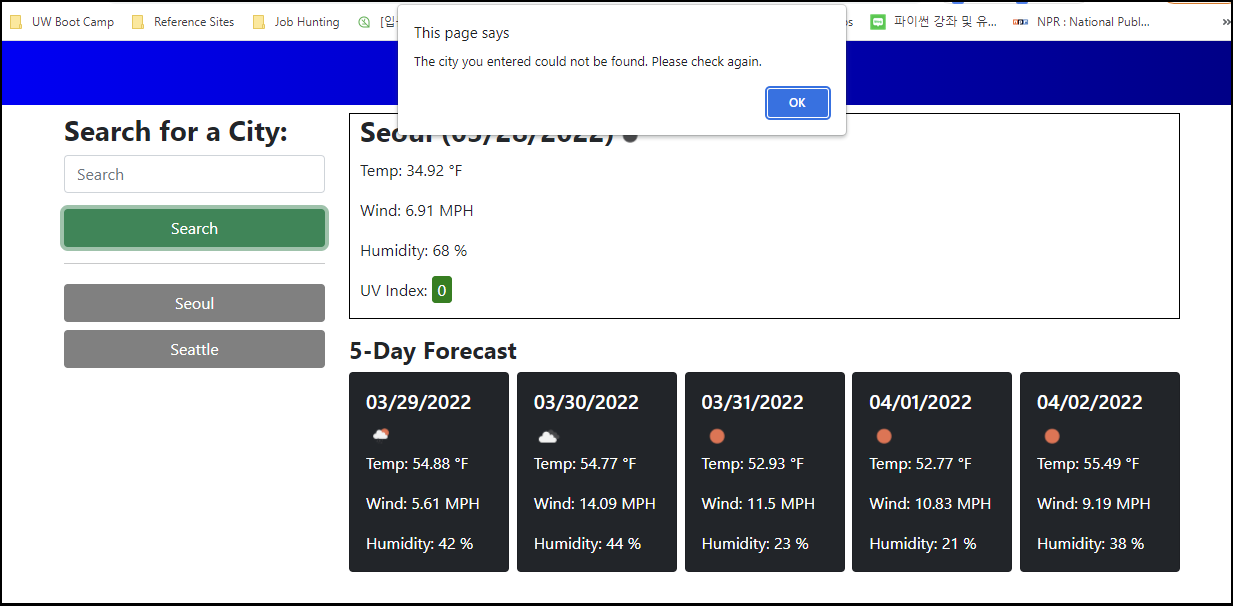 UW Boot Camp Reference Sites Job Hunting [입 파이썬 강좌 및 유... NPR : National Publ... »
This page says
The city you entered could not be found. Please check again.
OK
Search for a City:
Search
Search
Seoul
Seattle
Seoul (03/28/2022)
Temp: 34.92 °F
Wind: 6.91 MPH
Humidity: 68 %
UV Index: 0
5-Day Forecast
03/29/2022
Temp: 54.88 °F
Wind: 5.61 MPH
Humidity: 42 %
03/30/2022
Temp: 54.77 °F
Wind: 14.09 MPH
Humidity: 44 %
03/31/2022
Temp: 52.93 °F
Wind: 11.5 MPH
Humidity: 23 %
04/01/2022
Temp: 52.77 °F
Wind: 10.83 MPH
Humidity: 21 %
04/02/2022
Temp: 55.49 °F
Wind: 9.19 MPH
Humidity: 38 %